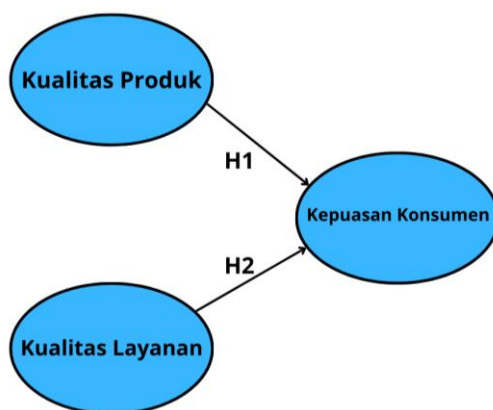 Kualitas Produk
H1
Kepuasan Konsumen
H2
Kualitas Layanan